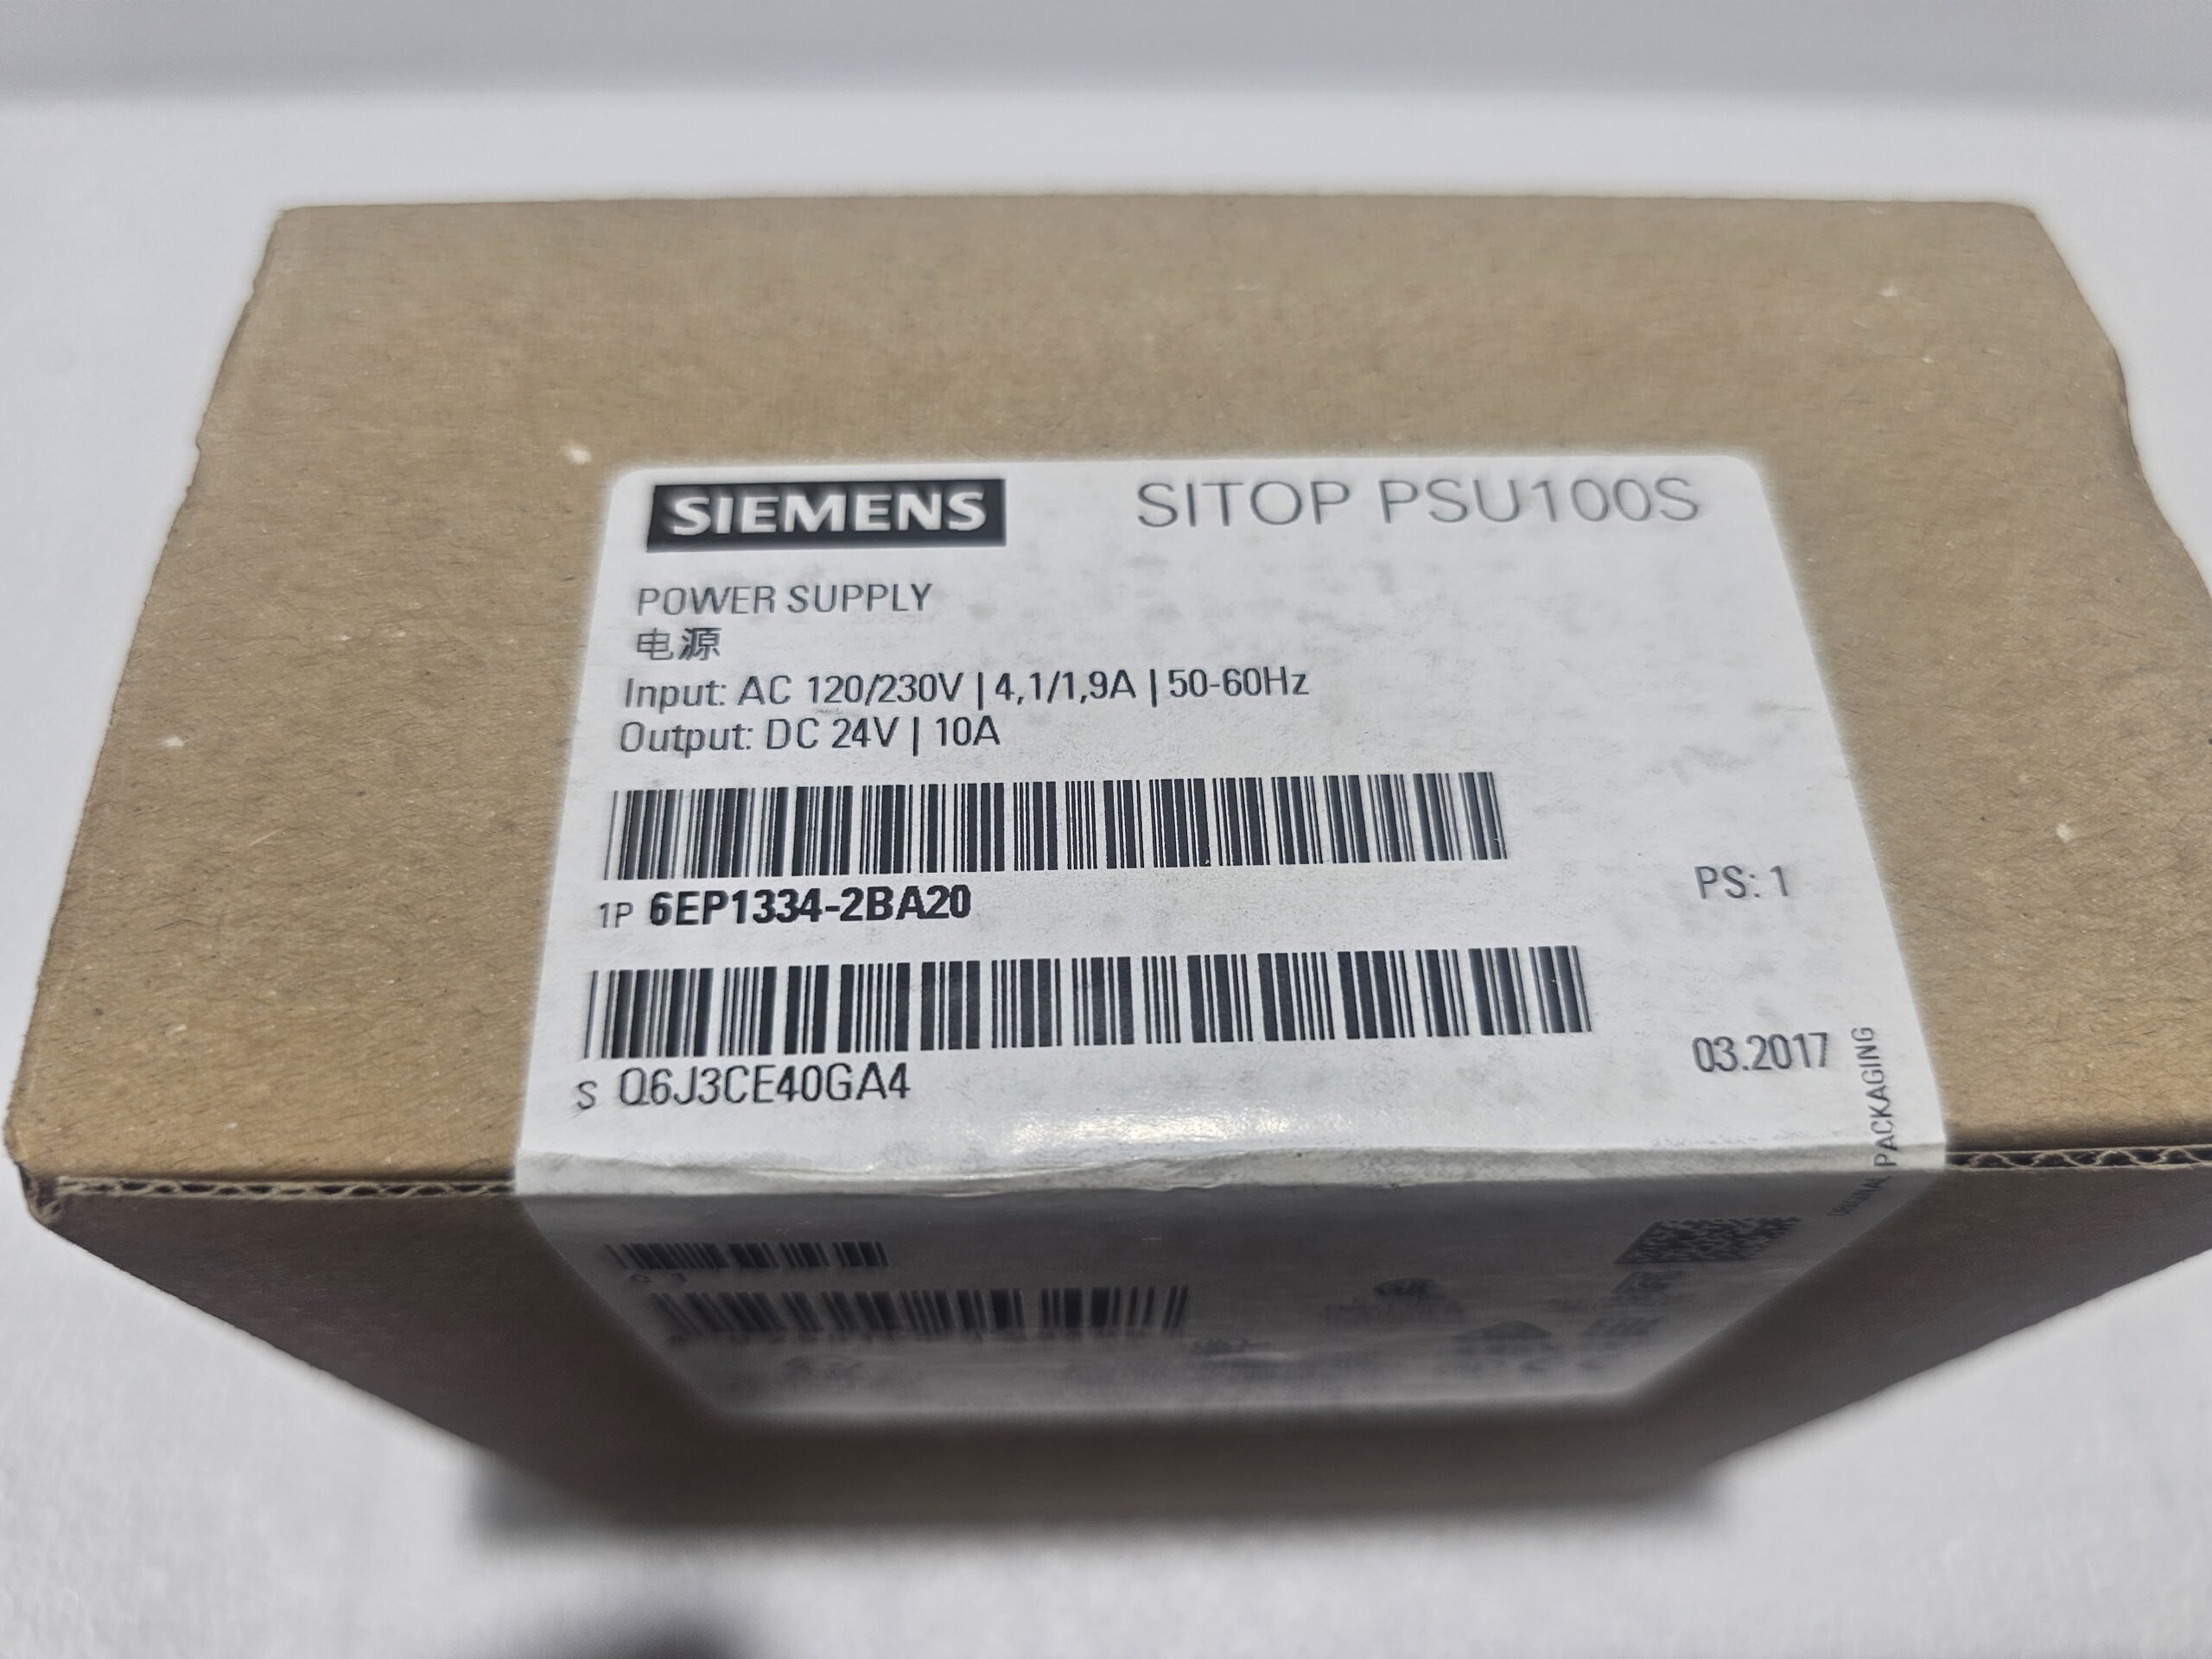 SIEMENS SITOP PSU100S
POWER SUPPLY
电源
Input: AC 120/230V | 4,1/1,9A | 50-60Hz
Output: DC 24V | 10A
1P 6EP1334-2BA20
PS: 1
S Q6J3CE40GA4
03.2017
ORIGINAL PACKAGING